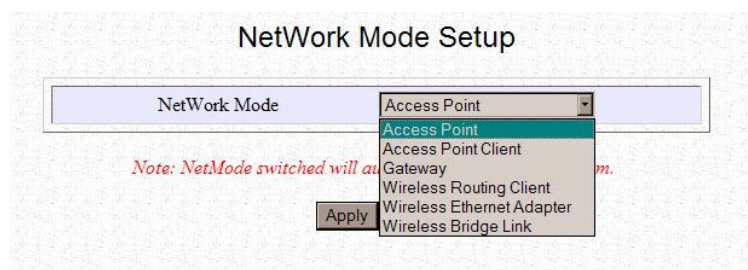 NetWork Mode Setup
NetWork Mode
Access Point
Access Point
Access Point Client
Gateway
Wireless Routing Client
Wireless Ethernet Adapter
Wireless Bridge Link
Note: NetMode switched will
Apply